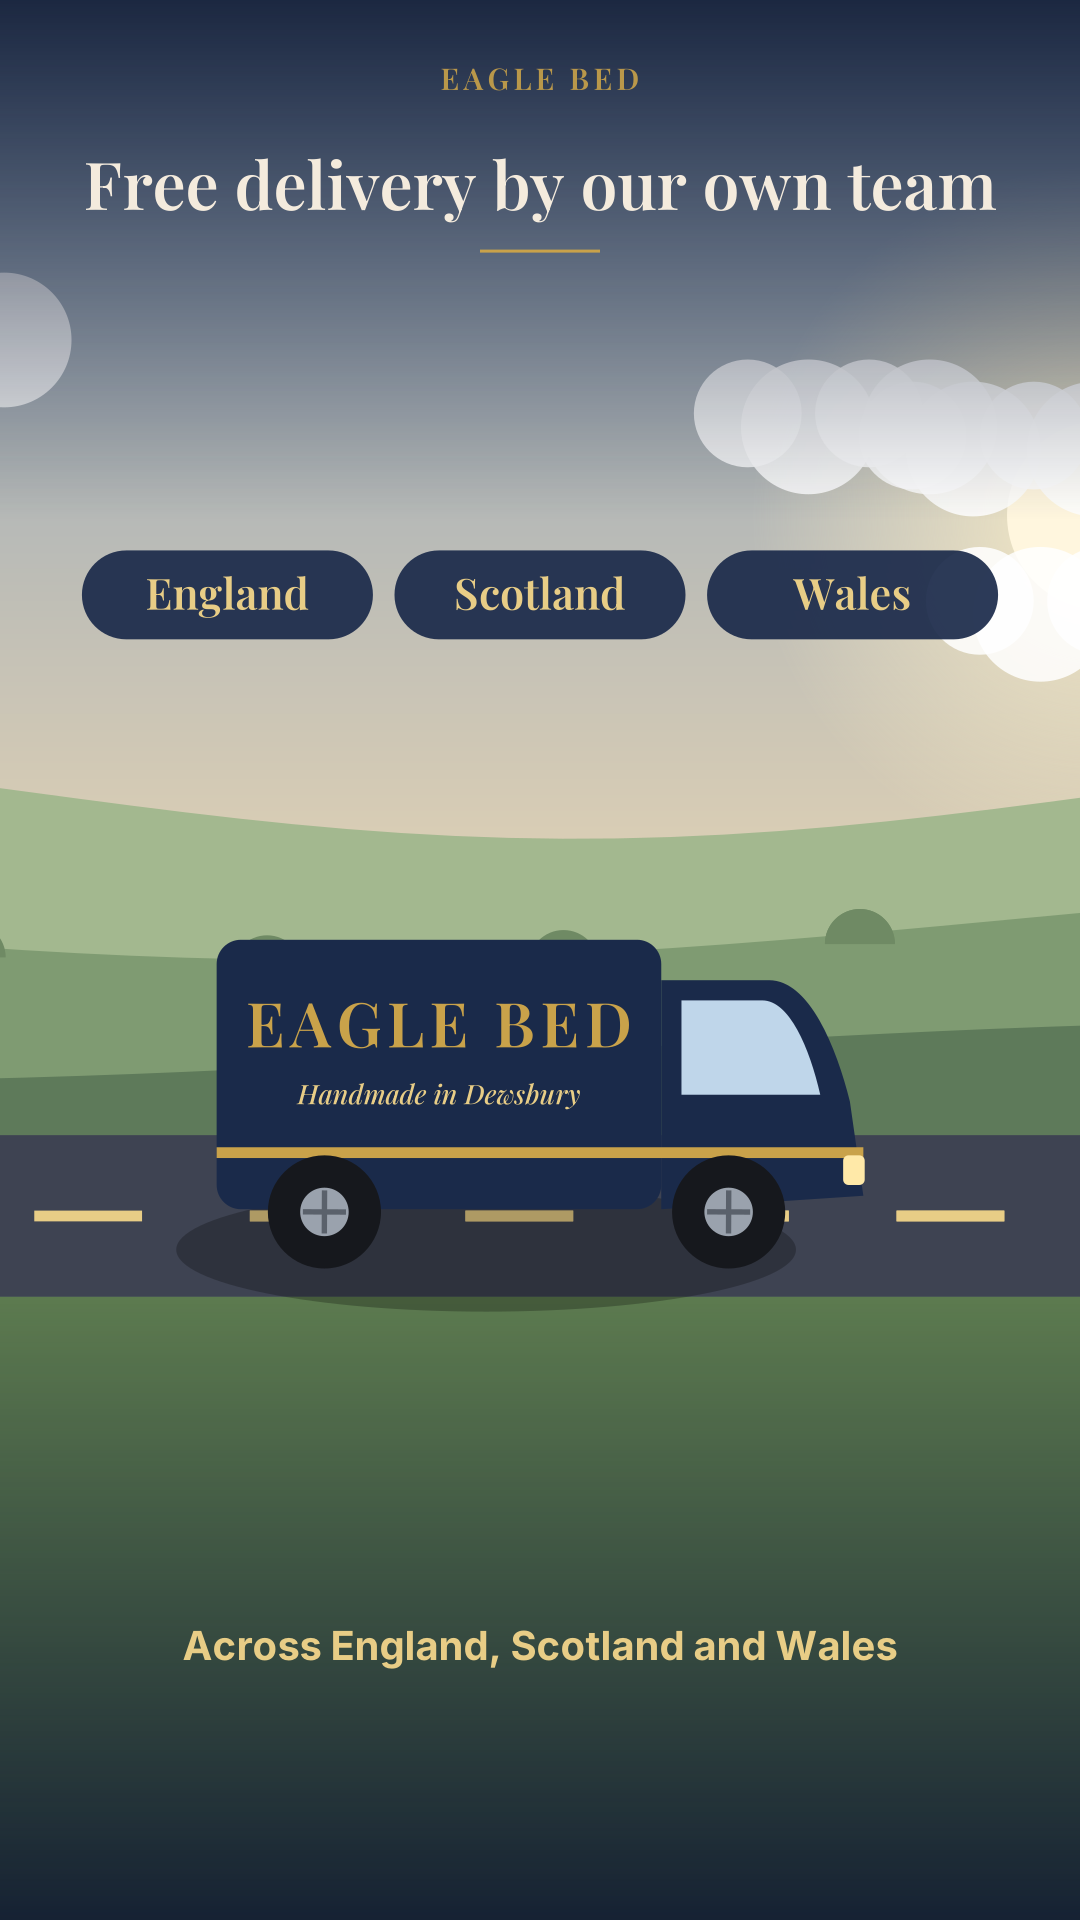 EAGLE BED
Free delivery by our own team
England
Scotland
Wales
EAGLE BED
Handmade in Dewsbury
Across England, Scotland and Wales